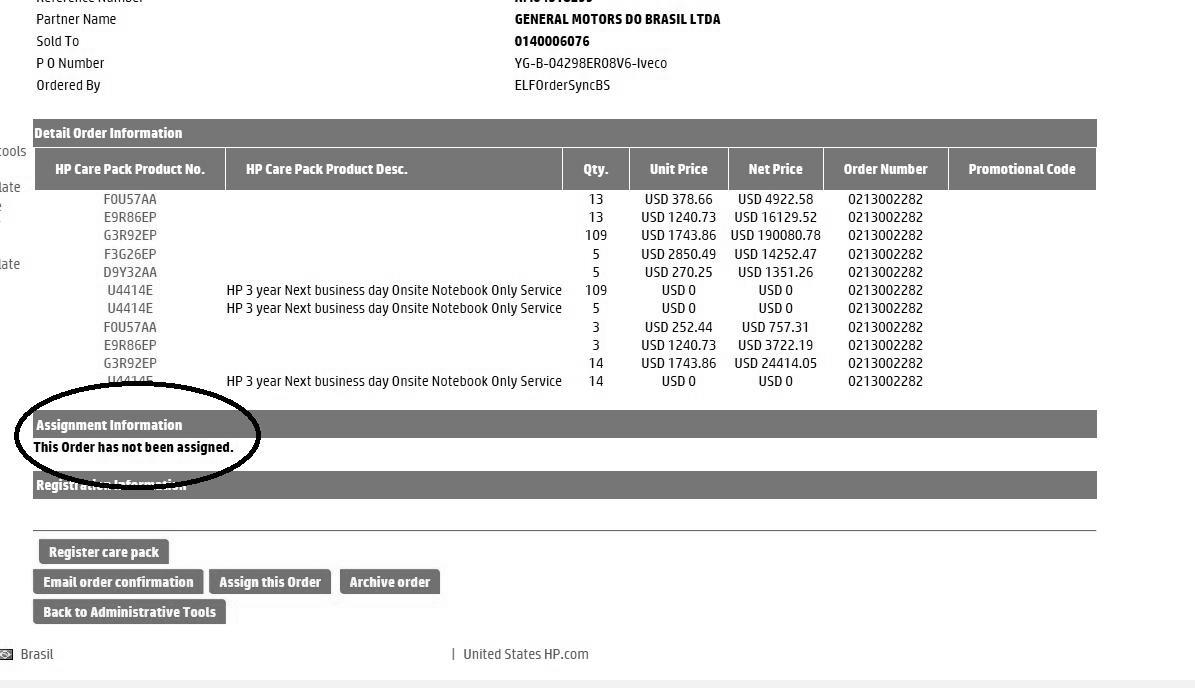 Partner Name GENERAL MOTORS DO BRASIL LTDA
Sold To 0140006076
P O Number YG-B-04298ER08V6-Iveco
Ordered By ELFOrderSyncBS
Detail Order Information
HP Care Pack Product No. HP Care Pack Product Desc. Qty. Unit Price Net Price Order Number Promotional Code
F0U57AA 13 USD 378.66 USD 4922.58 0213002282
E9R86EP 13 USD 1240.73 USD 16129.52 0213002282
G3R92EP 109 USD 1743.86 USD 190080.78 0213002282
F3G26EP 5 USD 2850.49 USD 14252.47 0213002282
D9Y32AA 5 USD 270.25 USD 1351.26 0213002282
U4414E HP 3 year Next business day Onsite Notebook Only Service 109 USD 0 USD 0 0213002282
U4414E HP 3 year Next business day Onsite Notebook Only Service 5 USD 0 USD 0 0213002282
F0U57AA 3 USD 252.44 USD 757.31 0213002282
E9R86EP 3 USD 1240.73 USD 3722.19 0213002282
G3R92EP 14 USD 1743.86 USD 24414.05 0213002282
U4414E HP 3 year Next business day Onsite Notebook Only Service 14 USD 0 USD 0 0213002282
Assignment Information
This Order has not been assigned.
Registration Information
Register care pack
Email order confirmation Assign this Order Archive order
Back to Administrative Tools
Brasil | United States HP.com